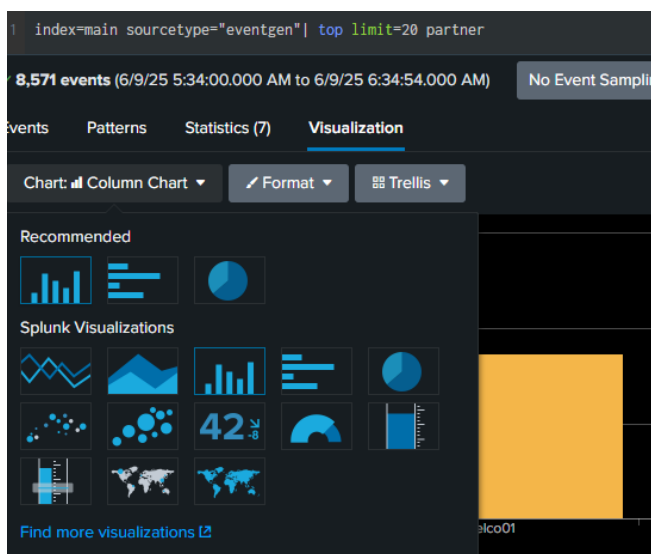 1 index=main sourcetype="eventgen"| top limit=20 partner
8,571 events (6/9/25 5:34:00.000 AM to 6/9/25 6:34:54.000 AM) No Event Sampli
Events Patterns Statistics (7) Visualization
Chart: Column Chart Format Trellis
Recommended
Splunk Visualizations
42 -8
Find more visualizations
elco01